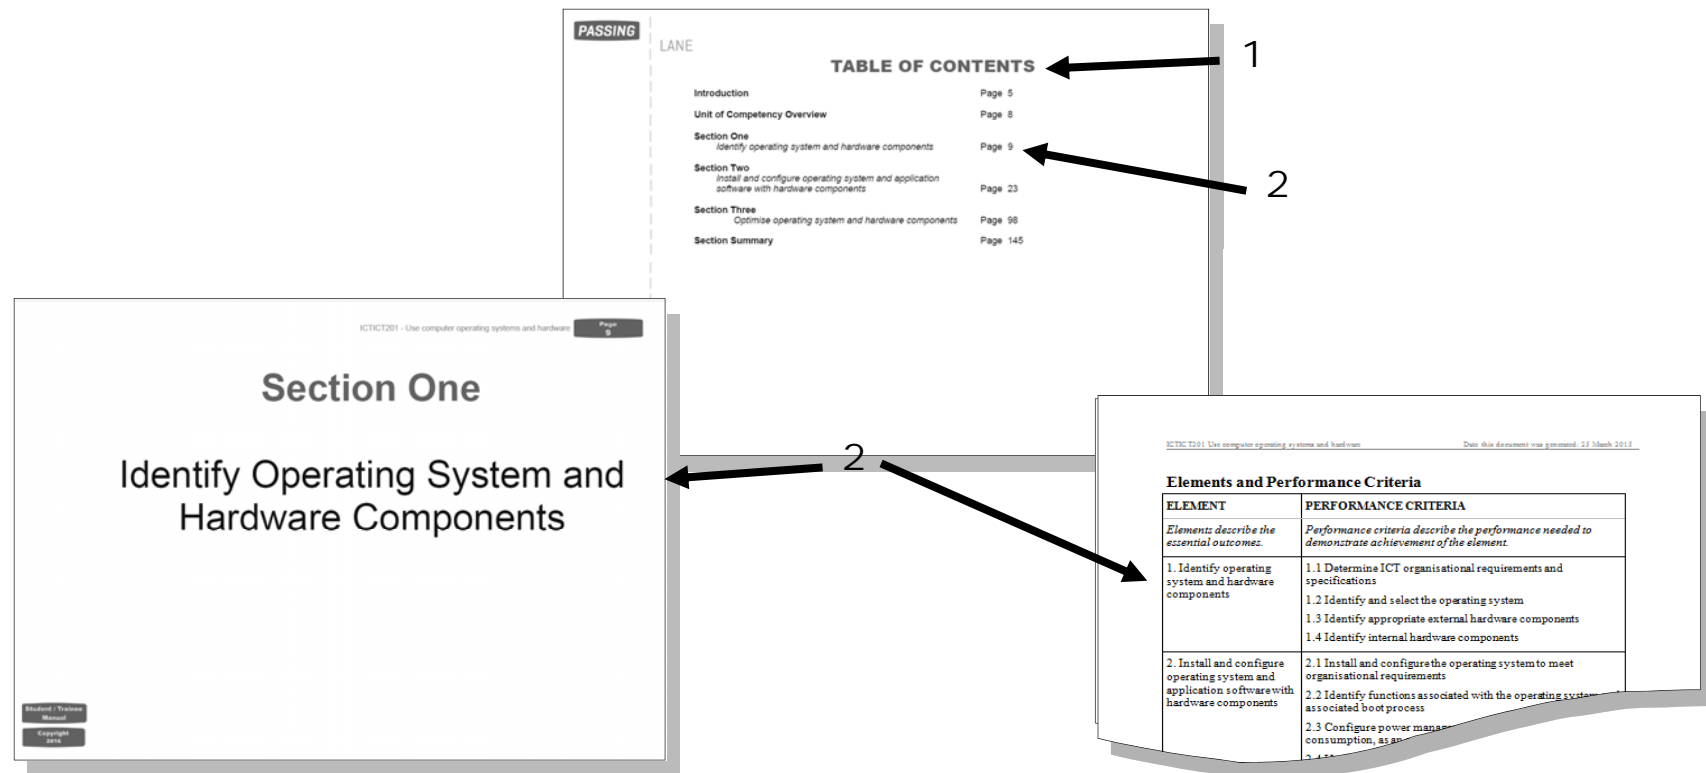 PASSING
LANE
TABLE OF CONTENTS
1
Introduction Page 5
Unit of Competency Overview Page 8
Section One
Identify operating system and hardware components Page 9
2
Section Two
Install and configure operating system and application
software with hardware components Page 23
Section Three
Optimise operating system and hardware components Page 98
Section Summary Page 145
ICTICT201 - Use computer operating systems and hardware
Page
9
Section One
Identify Operating System and
Hardware Components
Student / Trainee
Manual
Copyright
2016
2
ICTICT201 Use computer operating systems and hardware Date this document was generated: 25 March 2015
Elements and Performance Criteria
ELEMENT PERFORMANCE CRITERIA
Elements describe the
essential outcomes.
Performance criteria describe the performance needed to
demonstrate achievement of the element.
1. Identify operating
system and hardware
components
1.1 Determine ICT organisational requirements and
specifications
1.2 Identify and select the operating system
1.3 Identify appropriate external hardware components
1.4 Identify internal hardware components
2. Install and configure
operating system and
application software with
hardware components
2.1 Install and configure the operating system to meet
organisational requirements
2.2 Identify functions associated with the operating system
associated boot process
2.3 Configure power
consumption, as